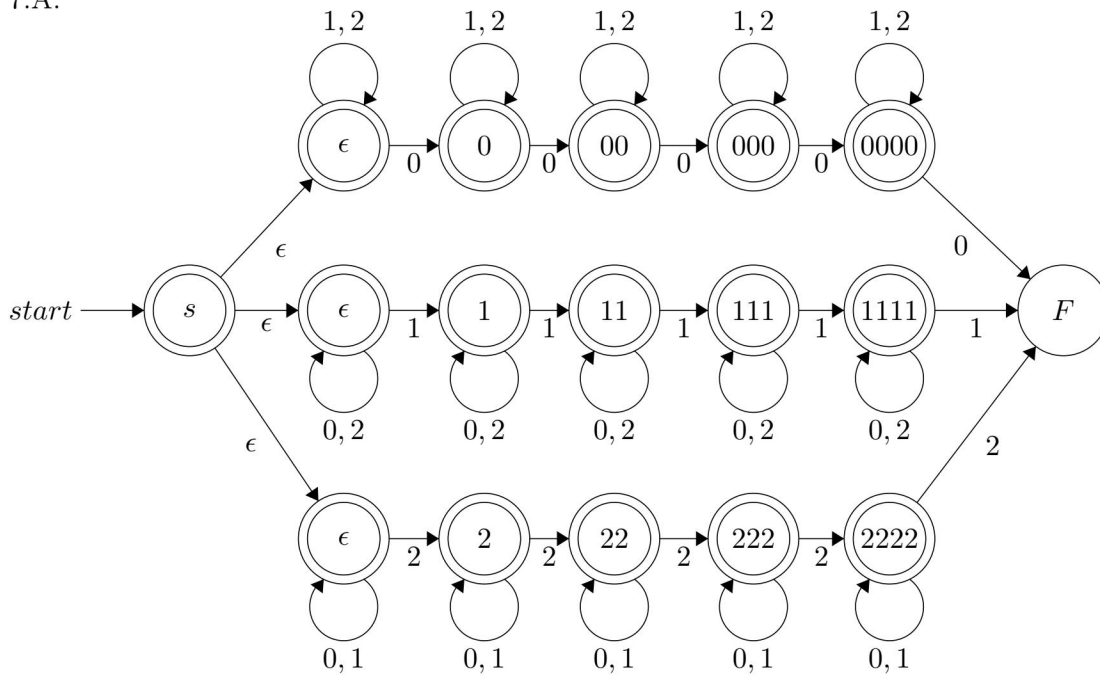 7.A.
1, 2 1, 2 1, 2 1, 2 1, 2
ϵ 0 00 000 0000
0 0 0 0
ϵ 0
start s ϵ 1 11 111 1111 F
ϵ 1 1 1 1 1
0, 2 0, 2 0, 2 0, 2 0, 2
ϵ 2
ϵ 2 22 222 2222
2 2 2 2
0, 1 0, 1 0, 1 0, 1 0, 1